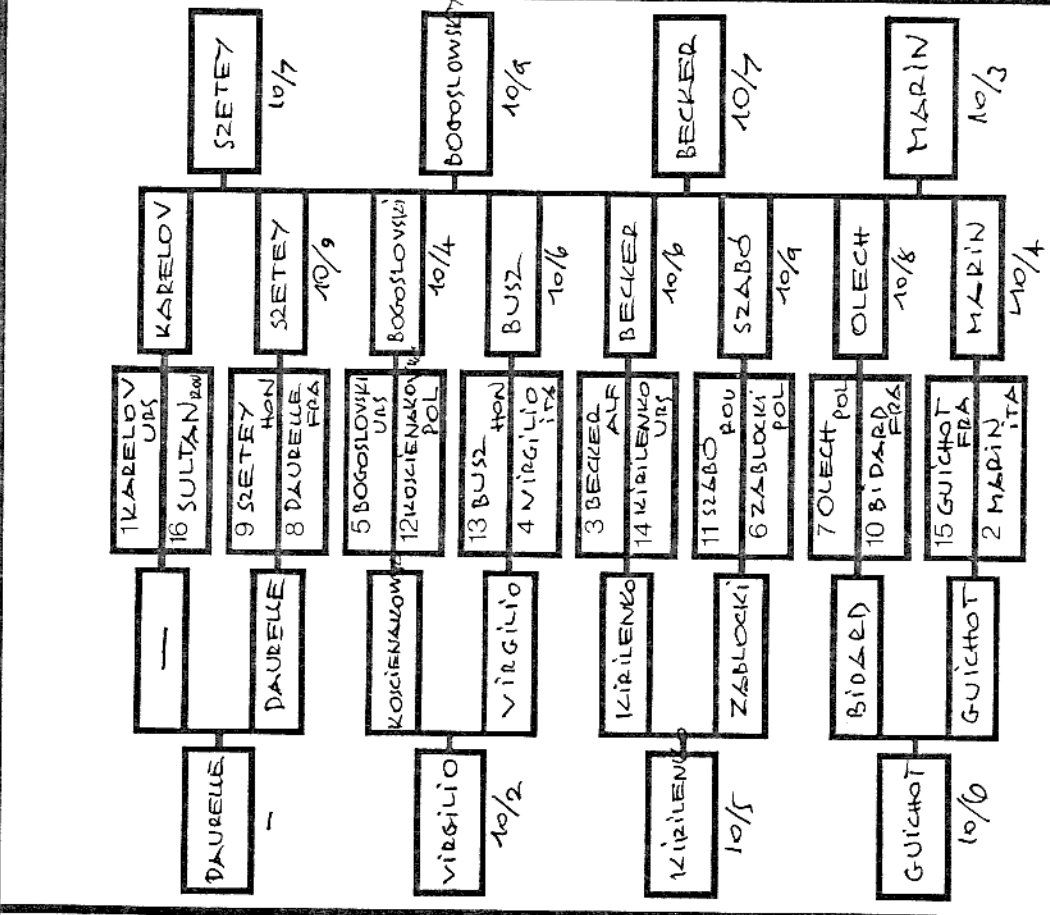 SZETEY
10/7
BOGOSLOWSKY
10/9
BECKER
10/7
MARIN
10/3
KARELOV
SZETEY
10/9
BOGOSLOVSKI
10/4
BUSZ
10/6
BECKER
10/6
SZABÓ
10/9
OLECH
10/8
MARIN
10/4
1 KARELOV
URS
16 SULTAN ROU
9 SZETEY
HON
8 DAURELLE
FRA
5 BOGOSLOVSKI
URS
12 KOSCIENAKOWSKI
POL
13 BUSZ HON
4 VIRGILIO
ITA
3 BECKER
ALF
14 KIRILENKO
URS
11 SZABO
ROU
6 ZABLOCKI
POL
7 OLECH POL
10 BIDARD
FRA
15 GUICHOT
FRA
2 MARIN
ITA
—
DAURELLE
KOSCIENAKOWSKI
VIRGILIO
KIRILENKO
ZABLOCKI
BIDARD
GUICHOT
DAURELLE
-
VIRGILIO
10/2
KIRILENKO
10/5
GUICHOT
10/6